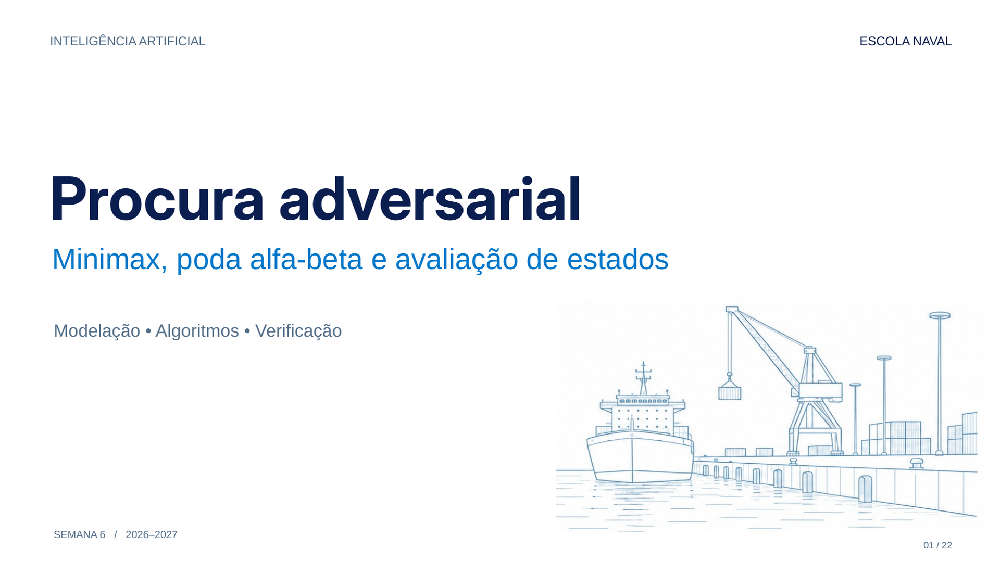 INTELIGÊNCIA ARTIFICIAL
ESCOLA NAVAL
Procura adversarial
Minimax, poda alfa-beta e avaliação de estados
Modelação • Algoritmos • Verificação
SEMANA 6 / 2026–2027
01 / 22